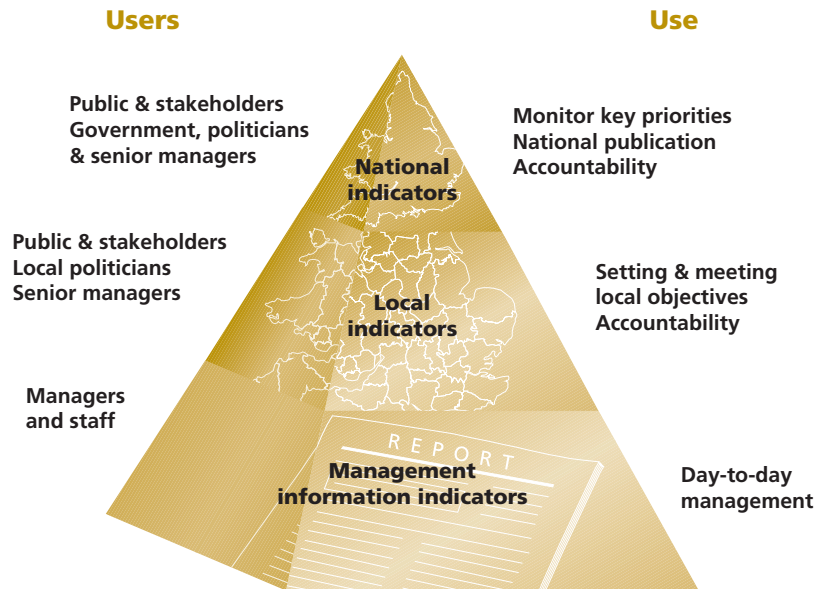 Users
Use
Public & stakeholders
Government, politicians
& senior managers
National
indicators
Monitor key priorities
National publication
Accountability
Public & stakeholders
Local politicians
Senior managers
Local
indicators
Setting & meeting
local objectives
Accountability
Managers
and staff
REPORT
Management
information indicators
Day-to-day
management